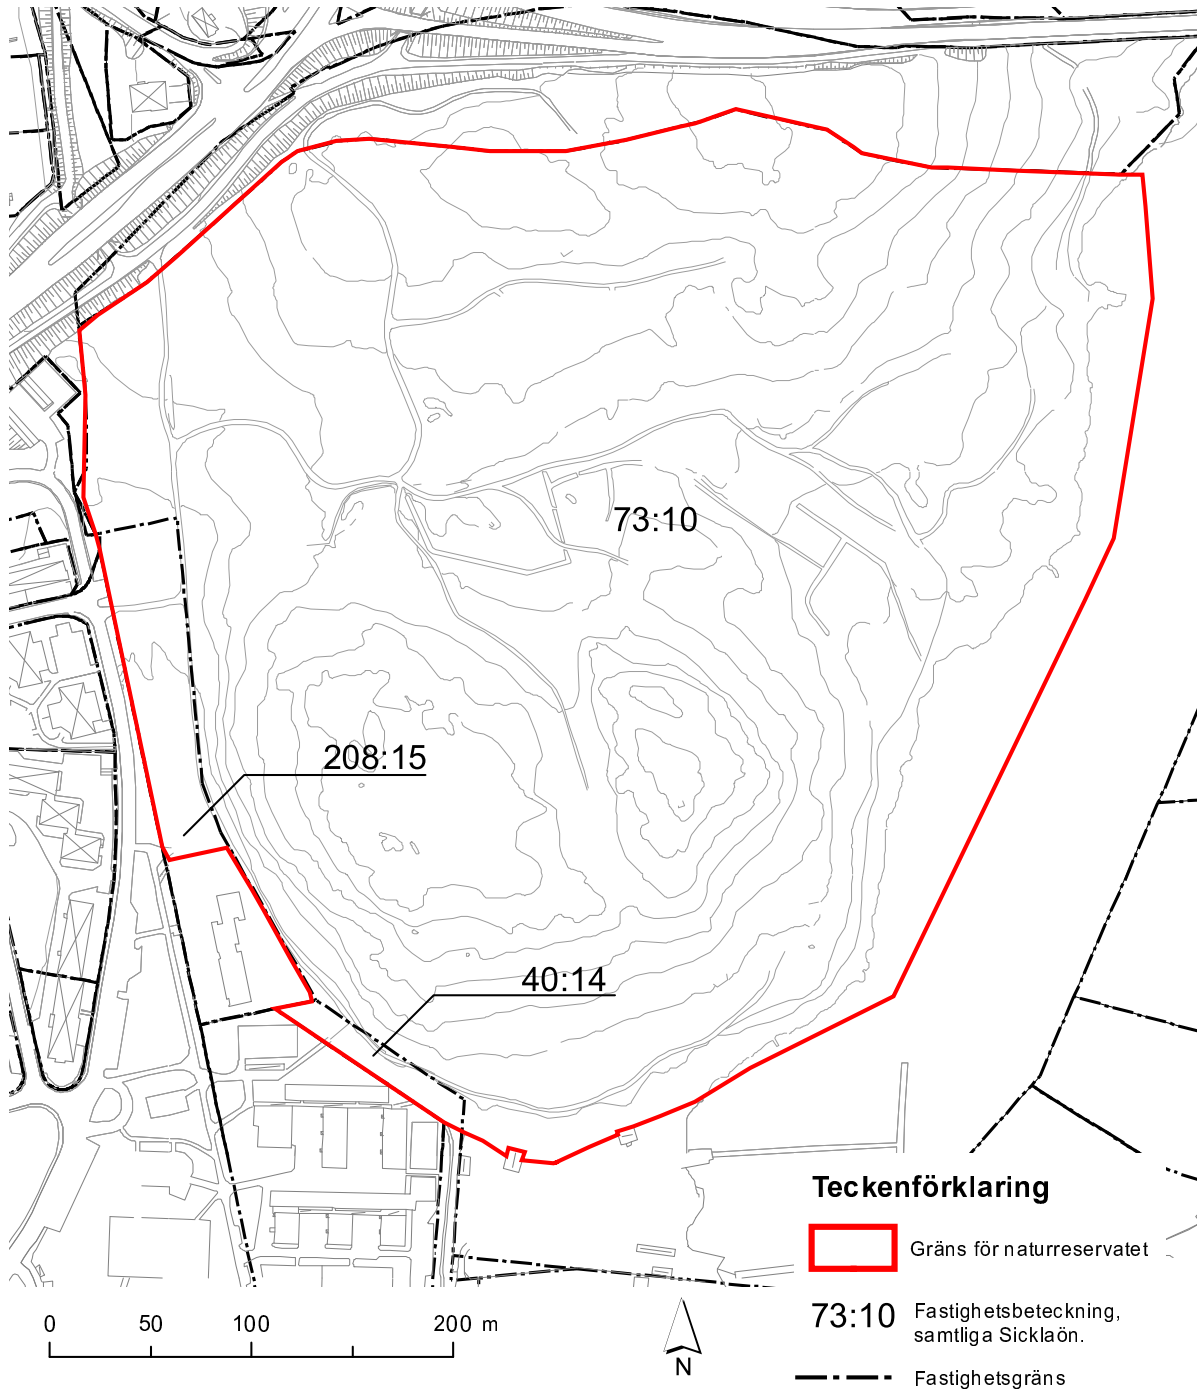 73:10
208:15
40:14
Teckenförklaring
Gräns för naturreservatet
73:10 Fastighetsbeteckning,
samtliga Sicklaön.
Fastighetsgräns
0 50 100 200 m
N